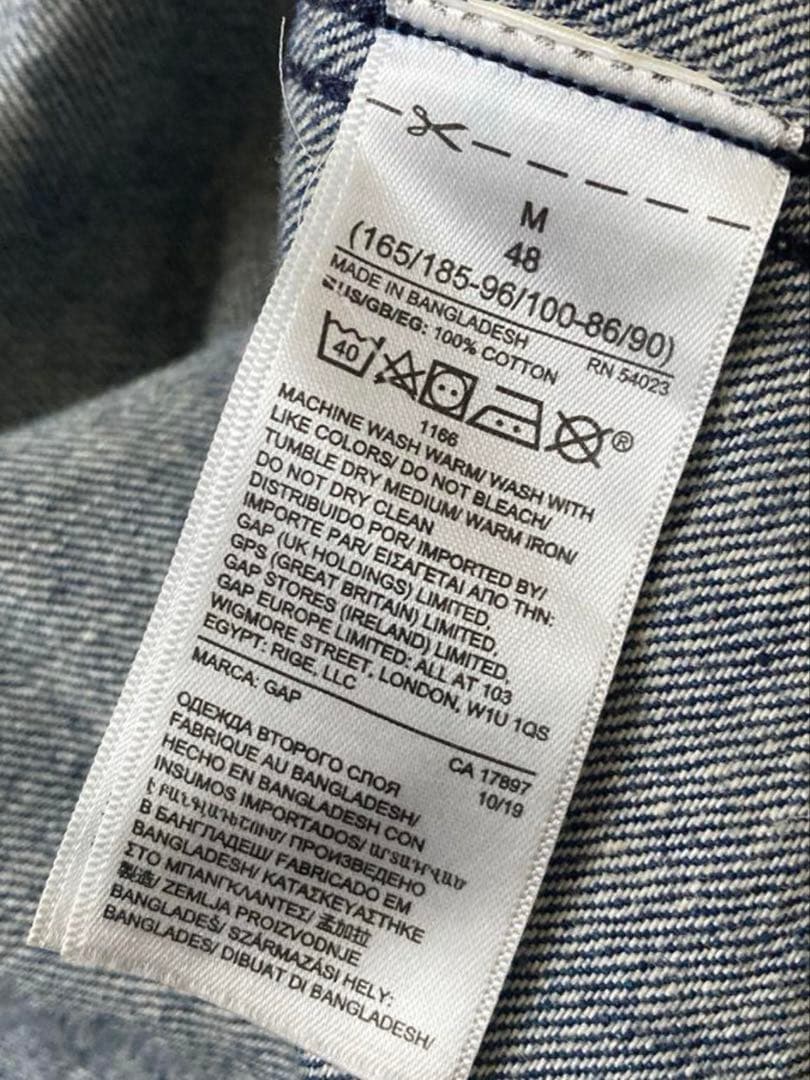 M
48
(165/185-96/100-86/90)
MADE IN BANGLADESH
RN 54023
US/GB/EG: 100% COTTON
40
1166
®
MACHINE WASH WARM/ WASH WITH
LIKE COLORS/ DO NOT BLEACH/
TUMBLE DRY MEDIUM/ WARM IRON/
DO NOT DRY CLEAN
DISTRIBUIDO POR/ IMPORTED BY/
IMPORTE PAR/ ΕΙΣΑΓΕΤΑΙ ΑΠΟ ΤΗΝ:
GAP (UK HOLDINGS) LIMITED,
GPS (GREAT BRITAIN) LIMITED,
GAP STORES (IRELAND) LIMITED,
GAP EUROPE LIMITED: ALL AT 103
WIGMORE STREET, LONDON, W1U 1QS
EGYPT: RIGE, LLC
MARCA: GAP
CA 17897
10/19
ОДЕЖДА ВТОРОГО СЛОЯ
FABRIQUE AU BANGLADESH/
HECHO EN BANGLADESH CON
INSUMOS IMPORTADOS/ ԱՐՏԱԴՎԱԾ
Է ԲԱՆԳԼԱԴԵՇՈՒՄ/ ПРОИЗВЕДЕНО
В БАНГЛАДЕШ/ FABRICADO EM
BANGLADESH/ ΚΑΤΑΣΚΕΥΑΣΤΗΚΕ
ΣΤΟ ΜΠΑΝΓΚΛΑΝΤΕΣ/ 孟加拉
製造/ ZEMLJA PROIZVODNJE
BANGLADEŠ/ SZÁRMAZÁSI HELY:
BANGLADES/ DIBUAT DI BANGLADESH/